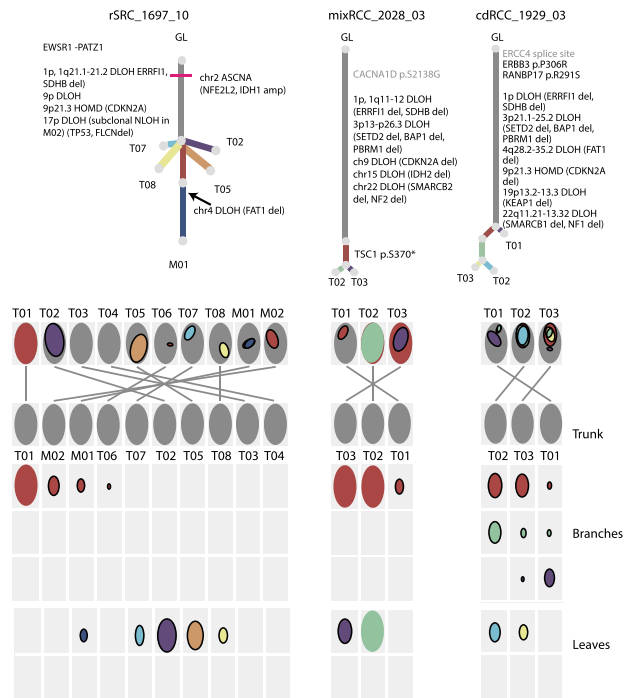 rSRC_1697_10
mixRCC_2028_03
cdRCC_1929_03
GL
EWSR1 -PATZ1
1p, 1q21.1-21.2 DLOH ERRFI1,
SDHB del)
9p DLOH
9p21.3 HOMD (CDKN2A)
17p DLOH (subclonal NLOH in
M02) (TP53, FLCNdel)
chr2 ASCNA
(NFE2L2, IDH1 amp)
T07
T02
T08
T05
chr4 DLOH (FAT1 del)
M01
GL
CACNA1D p.S2138G
1p, 1q11-12 DLOH
(ERRFI1 del, SDHB del)
3p13-p26.3 DLOH
(SETD2 del, BAP1 del,
PBRM1 del)
ch9 DLOH (CDKN2A del)
chr15 DLOH (IDH2 del)
chr22 DLOH (SMARCB2
del, NF2 del)
TSC1 p.S370*
T02 T03
GL
ERCC4 splice site
ERBB3 p.P306R
RANBP17 p.R291S
1p DLOH (ERRFI1 del,
SDHB del)
3p21.1-25.2 DLOH
(SETD2 del, BAP1 del,
PBRM1 del)
4q28.2-35.2 DLOH (FAT1
del)
9p21.3 HOMD (CDKN2A
del)
19p13.2-13.3 DLOH
(KEAP1 del)
22q11.21-13.32 DLOH
(SMARCB1 del, NF1 del)
T01
T03
T02
T01 T02 T03 T04 T05 T06 T07 T08 M01 M02
T01 T02 T03
T01 T02 T03
Trunk
T01 M02 M01 T06 T07 T02 T05 T08 T03 T04
T03 T02 T01
T02 T03 T01
Branches
Leaves